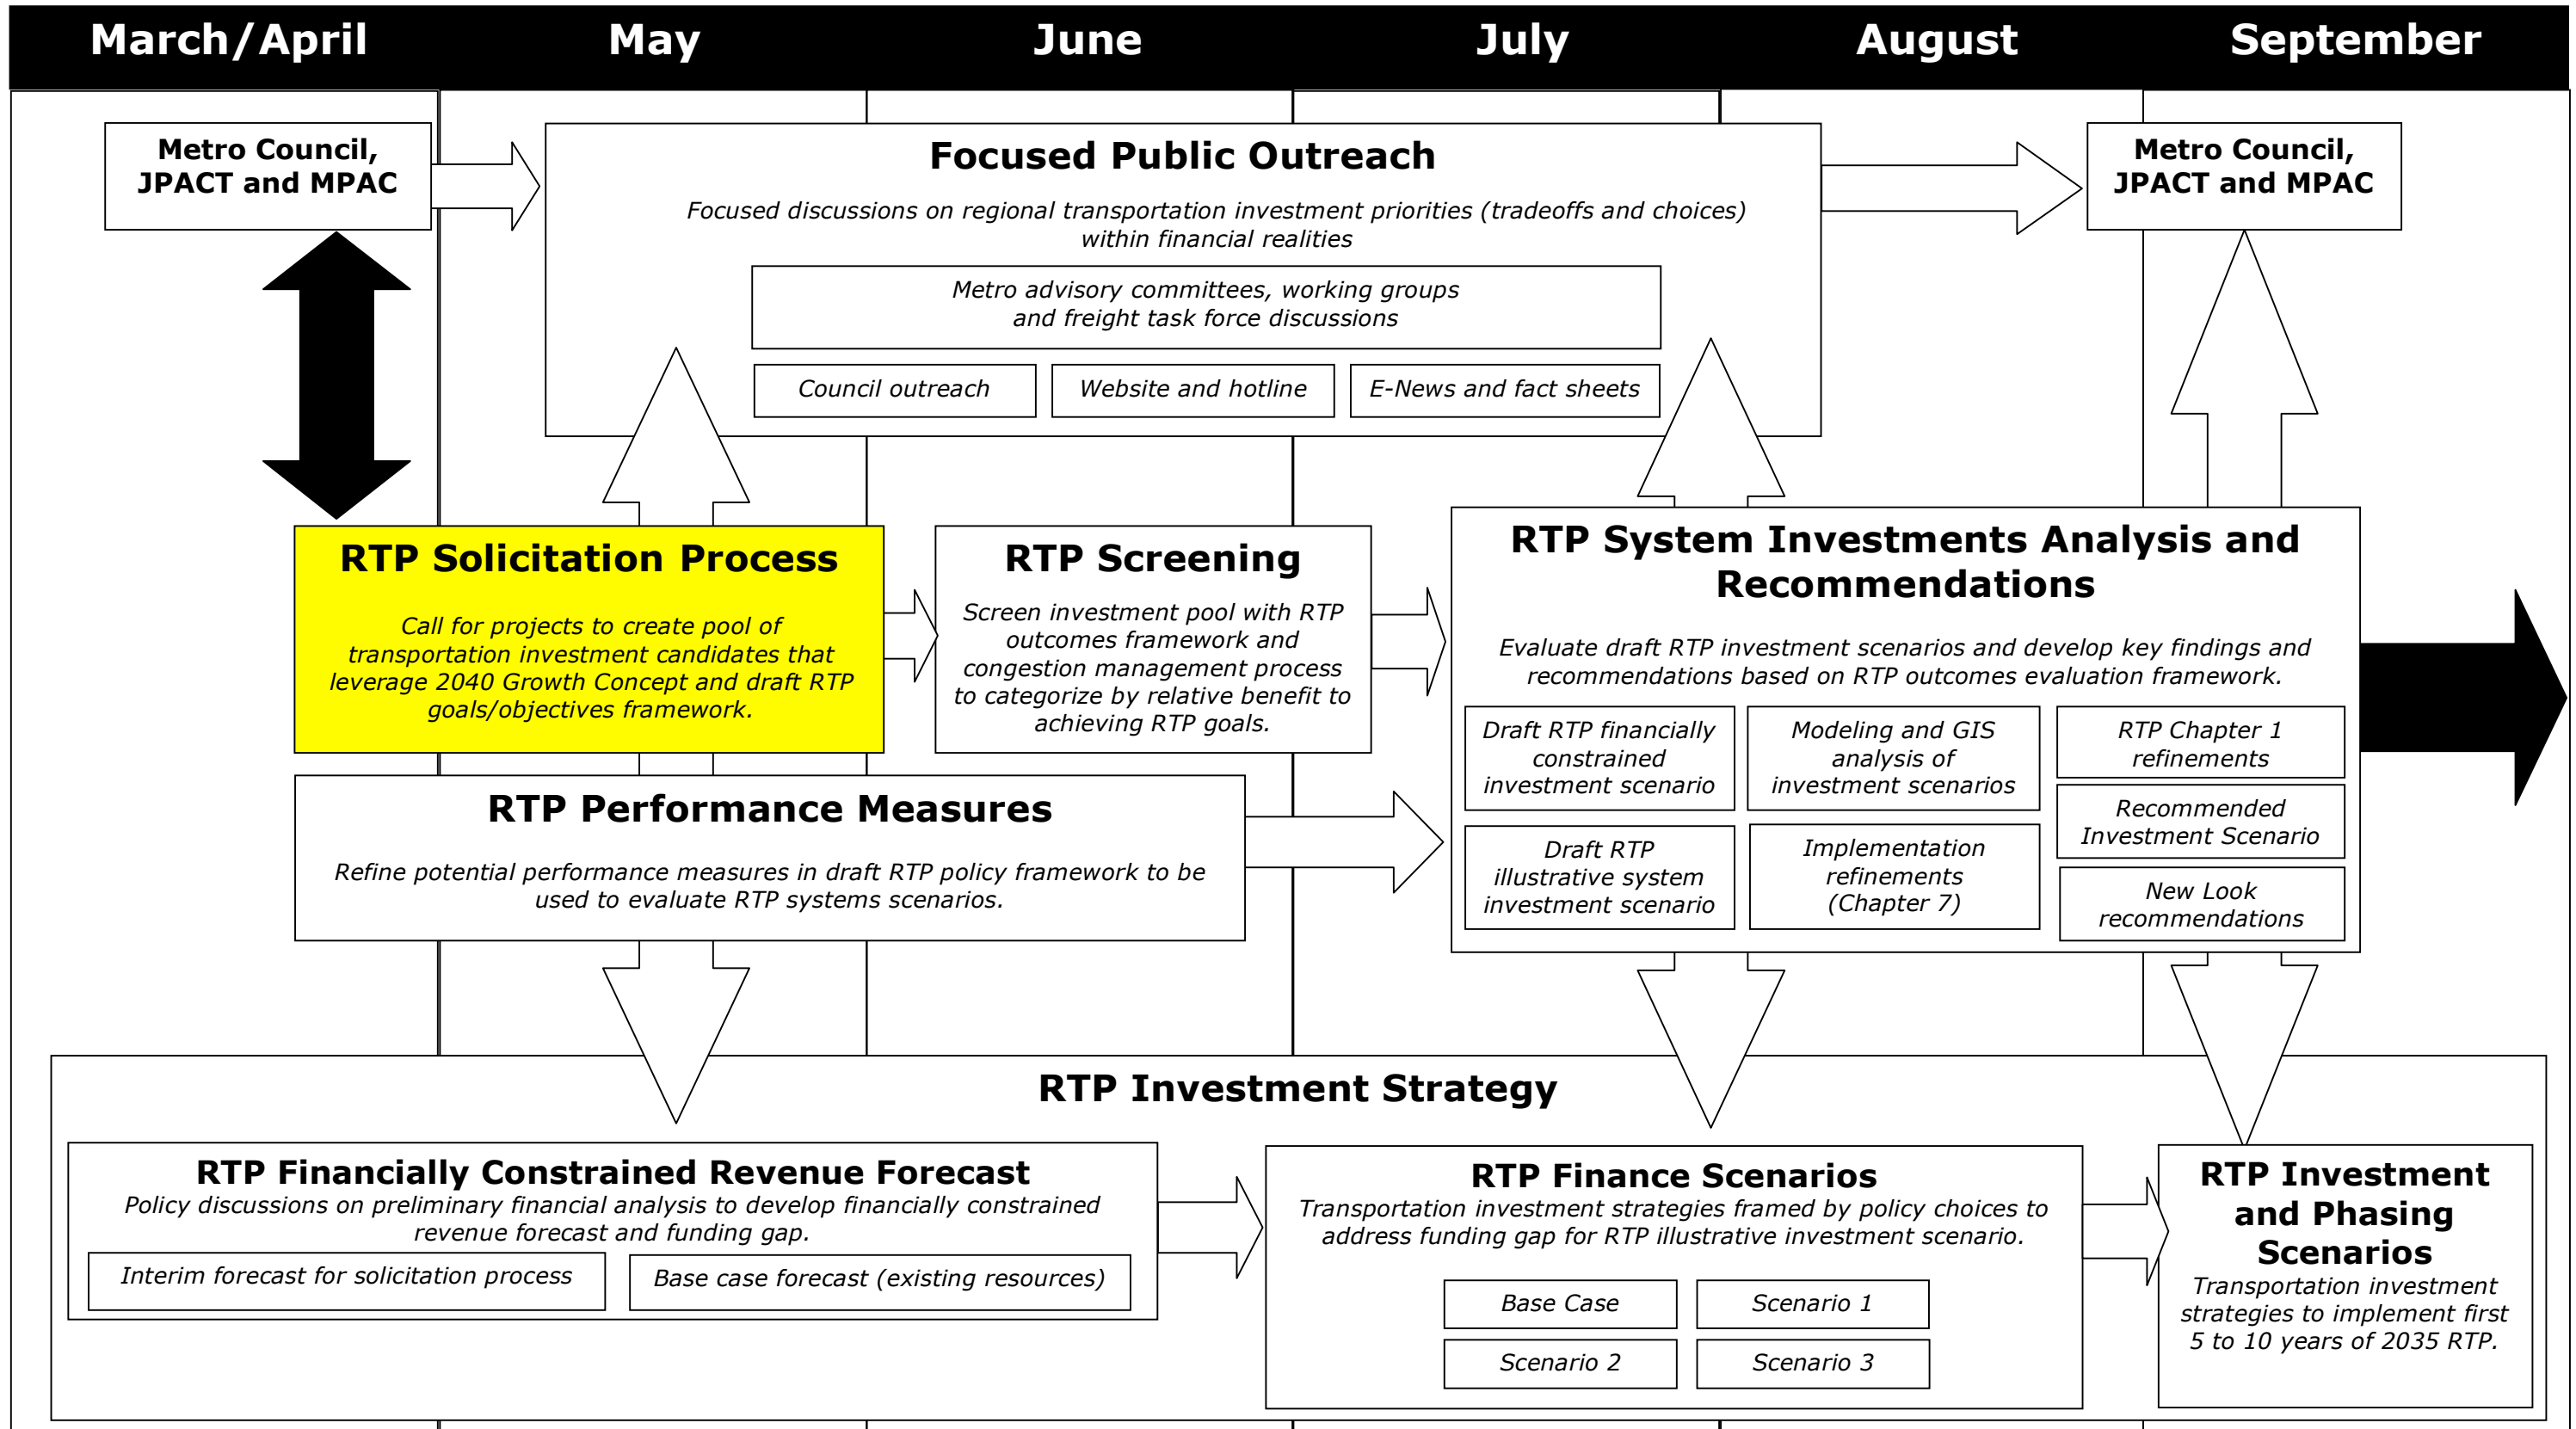 March/April
May
June
July
August
September
Metro Council,
JPACT and MPAC
Focused Public Outreach
Focused discussions on regional transportation investment priorities (tradeoffs and choices)
within financial realities
Metro advisory committees, working groups
and freight task force discussions
Council outreach
Website and hotline
E-News and fact sheets
Metro Council,
JPACT and MPAC
RTP Solicitation Process
Call for projects to create pool of
transportation investment candidates that
leverage 2040 Growth Concept and draft RTP
goals/objectives framework.
RTP Screening
Screen investment pool with RTP
outcomes framework and
congestion management process
to categorize by relative benefit to
achieving RTP goals.
RTP System Investments Analysis and
Recommendations
Evaluate draft RTP investment scenarios and develop key findings and
recommendations based on RTP outcomes evaluation framework.
Draft RTP financially
constrained
investment scenario
Modeling and GIS
analysis of
investment scenarios
RTP Chapter 1
refinements
Recommended
Investment Scenario
Draft RTP
illustrative system
investment scenario
Implementation
refinements
(Chapter 7)
New Look
recommendations
RTP Performance Measures
Refine potential performance measures in draft RTP policy framework to be
used to evaluate RTP systems scenarios.
RTP Investment Strategy
RTP Financially Constrained Revenue Forecast
Policy discussions on preliminary financial analysis to develop financially constrained
revenue forecast and funding gap.
Interim forecast for solicitation process
Base case forecast (existing resources)
RTP Finance Scenarios
Transportation investment strategies framed by policy choices to
address funding gap for RTP illustrative investment scenario.
Base Case
Scenario 1
Scenario 2
Scenario 3
RTP Investment
and Phasing
Scenarios
Transportation investment
strategies to implement first
5 to 10 years of 2035 RTP.